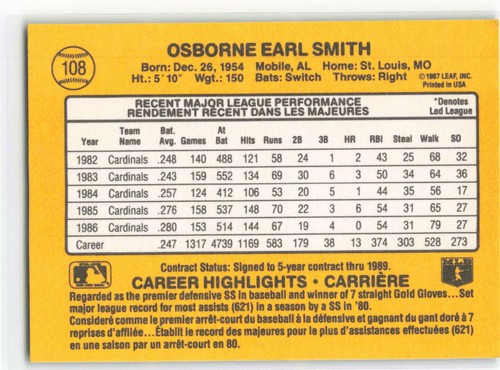 108
OSBORNE EARL SMITH
Born: Dec. 26, 1954 Mobile, AL Home: St. Louis, MO
Ht.: 5'10" Wgt.: 150 Bats: Switch Throws: Right
© 1987 LEAF, INC.
Printed in USA
RECENT MAJOR LEAGUE PERFORMANCE
RENDEMENT RÉCENT DANS LES MAJEURES
*Denotes
Led League
Year Team Name Bat. Avg. Games At Bat Hits Runs 2B 3B HR RBI Steal Walk SO
1982 Cardinals .248 140 488 121 58 24 1 2 43 25 68 32
1983 Cardinals .243 159 552 134 69 30 6 3 50 34 64 36
1984 Cardinals .257 124 412 106 53 20 5 1 44 35 56 17
1985 Cardinals .276 158 537 148 70 22 3 6 54 31 65 27
1986 Cardinals .280 153 514 144 67 19 4 0 54 31 79 27
Career .247 1317 4739 1169 583 179 38 13 374 303 528 273
Contract Status: Signed to 5-year contract thru 1989.
CAREER HIGHLIGHTS • CARRIÈRE
Regarded as the premier defensive SS in baseball and winner of 7 straight Gold Gloves...Set
major league record for most assists (621) in a season by a SS in '80.
Considéré comme le premier arrêt-court du baseball à la défensive et gagnant du gant doré à 7
reprises d'affilée...Établit le record des majeures pour le plus d'assistances effectuées (621)
en une saison par un arrêt-court en 80.